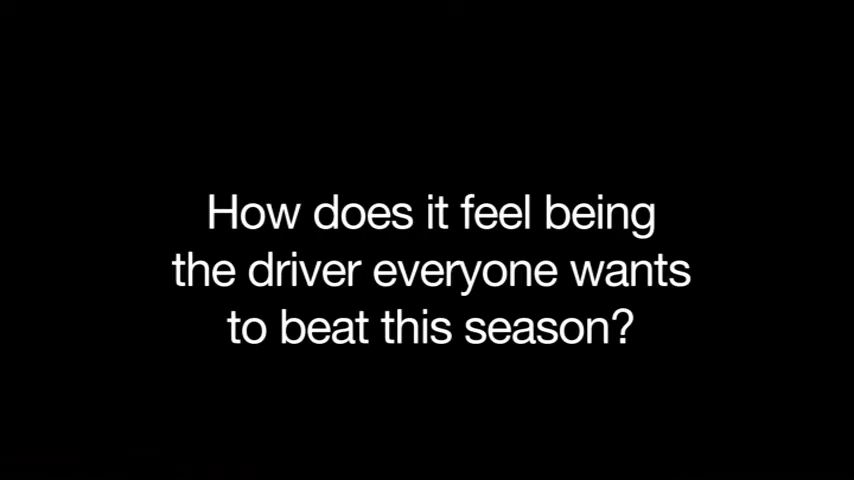 How does it feel being
the driver everyone wants
to beat this season?